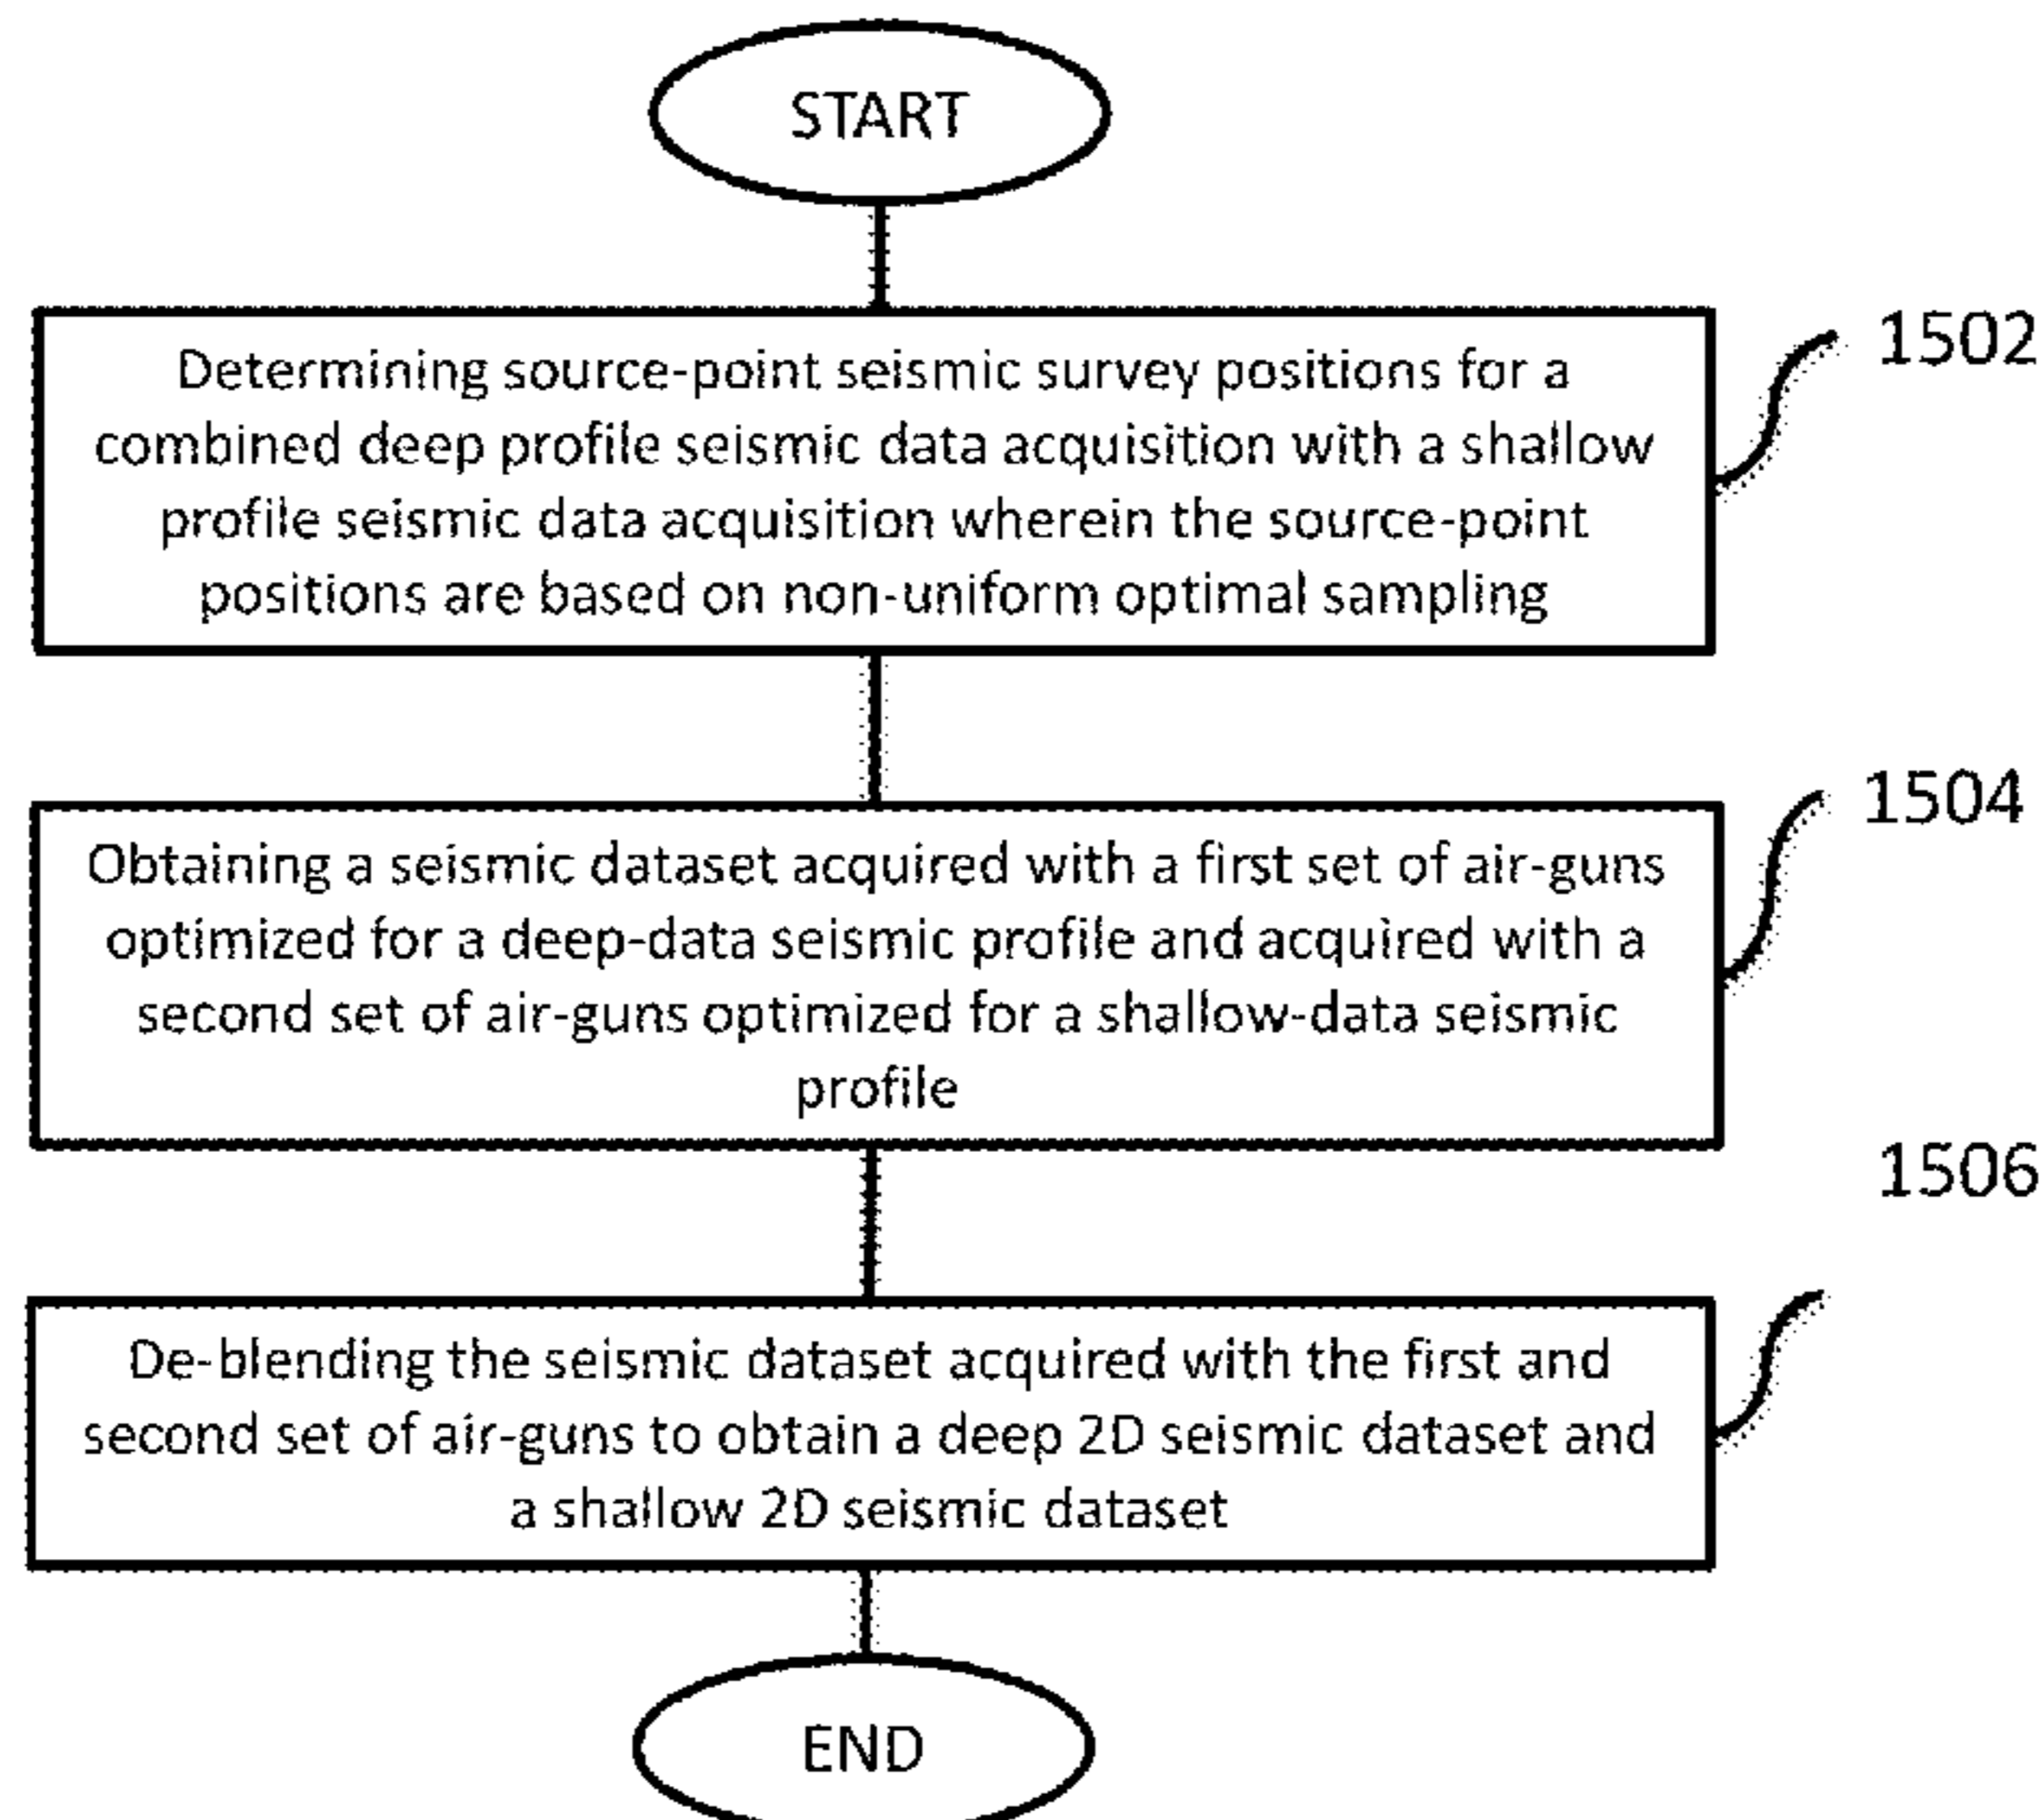 START
Determining source-point seismic survey positions for a
combined deep profile seismic data acquisition with a shallow
profile seismic data acquisition wherein the source-point
positions are based on non-uniform optimal sampling
1502
Obtaining a seismic dataset acquired with a first set of air-guns
optimized for a deep-data seismic profile and acquired with a
second set of air-guns optimized for a shallow-data seismic
profile
1504
De-blending the seismic dataset acquired with the first and
second set of air-guns to obtain a deep 2D seismic dataset and
a shallow 2D seismic dataset
1506
END